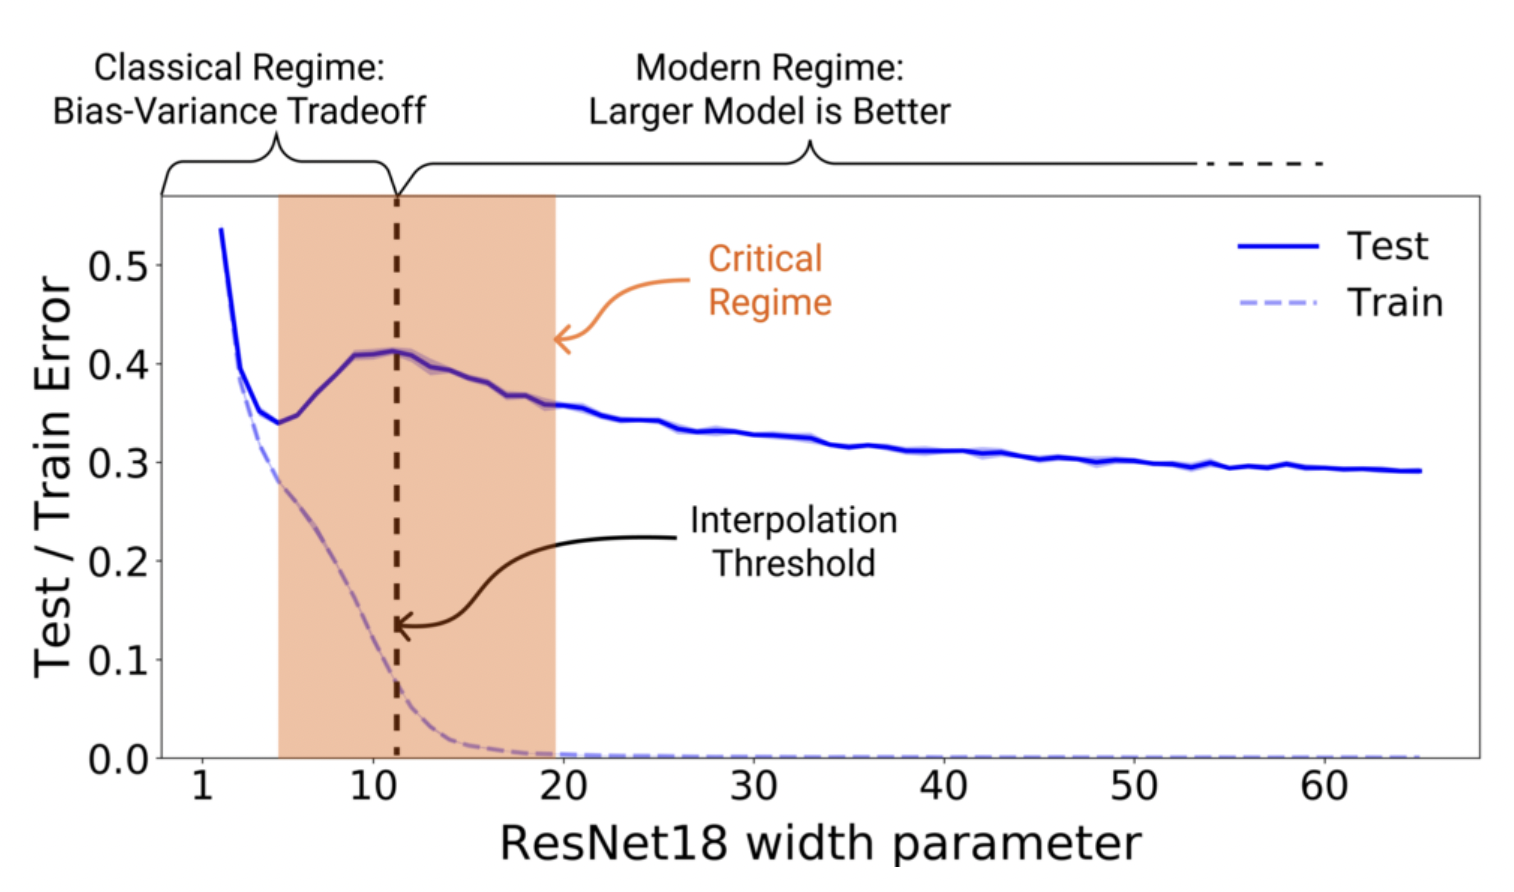 Classical Regime:
Bias-Variance Tradeoff
Modern Regime:
Larger Model is Better
Critical
Regime
Test
Train
Interpolation
Threshold
Test / Train Error
0.5
0.4
0.3
0.2
0.1
0.0
1 10 20 30 40 50 60
ResNet18 width parameter